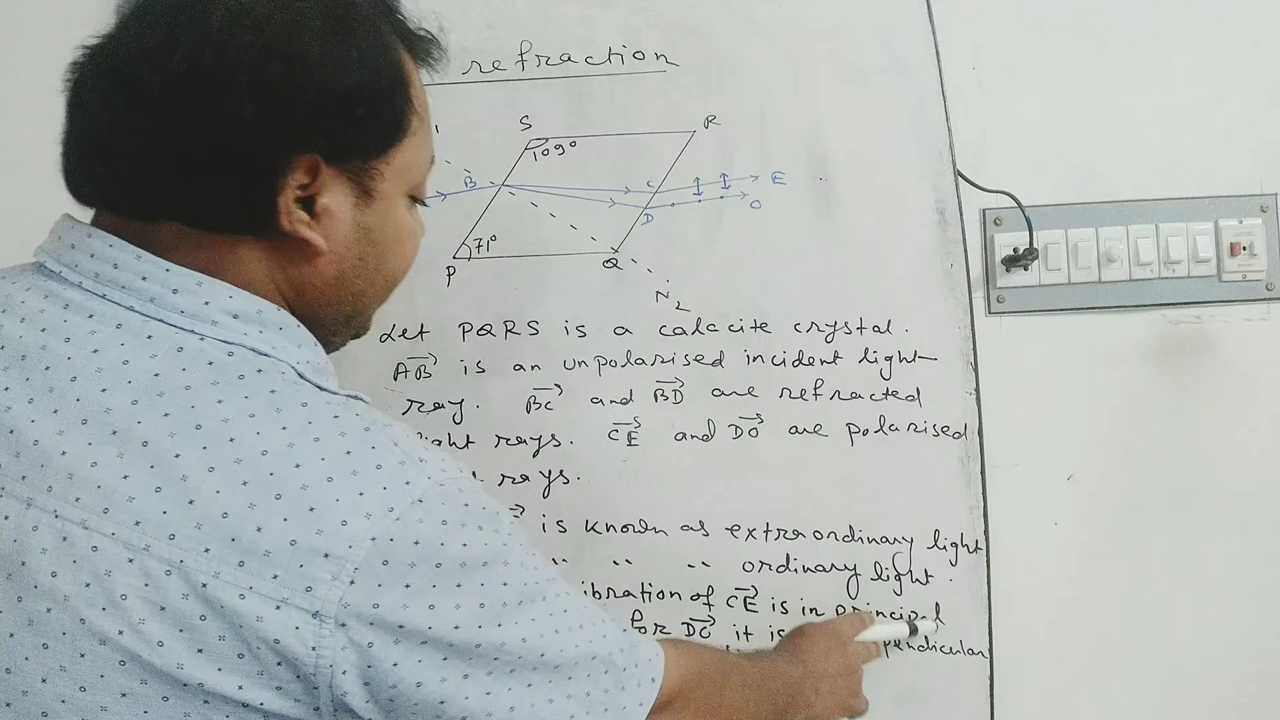 refraction
S R
109°
B C E
D O
71°
P Q
N2
Let PQRS is a calacite crystal.
AB is an unpolarised incident light
ray. BC and BD are refracted
light rays. CE and DO are polarised
rays.
is known as extraordinary light
" " " ordinary light.
ibration of CE is in principal
for DO it is pendicular